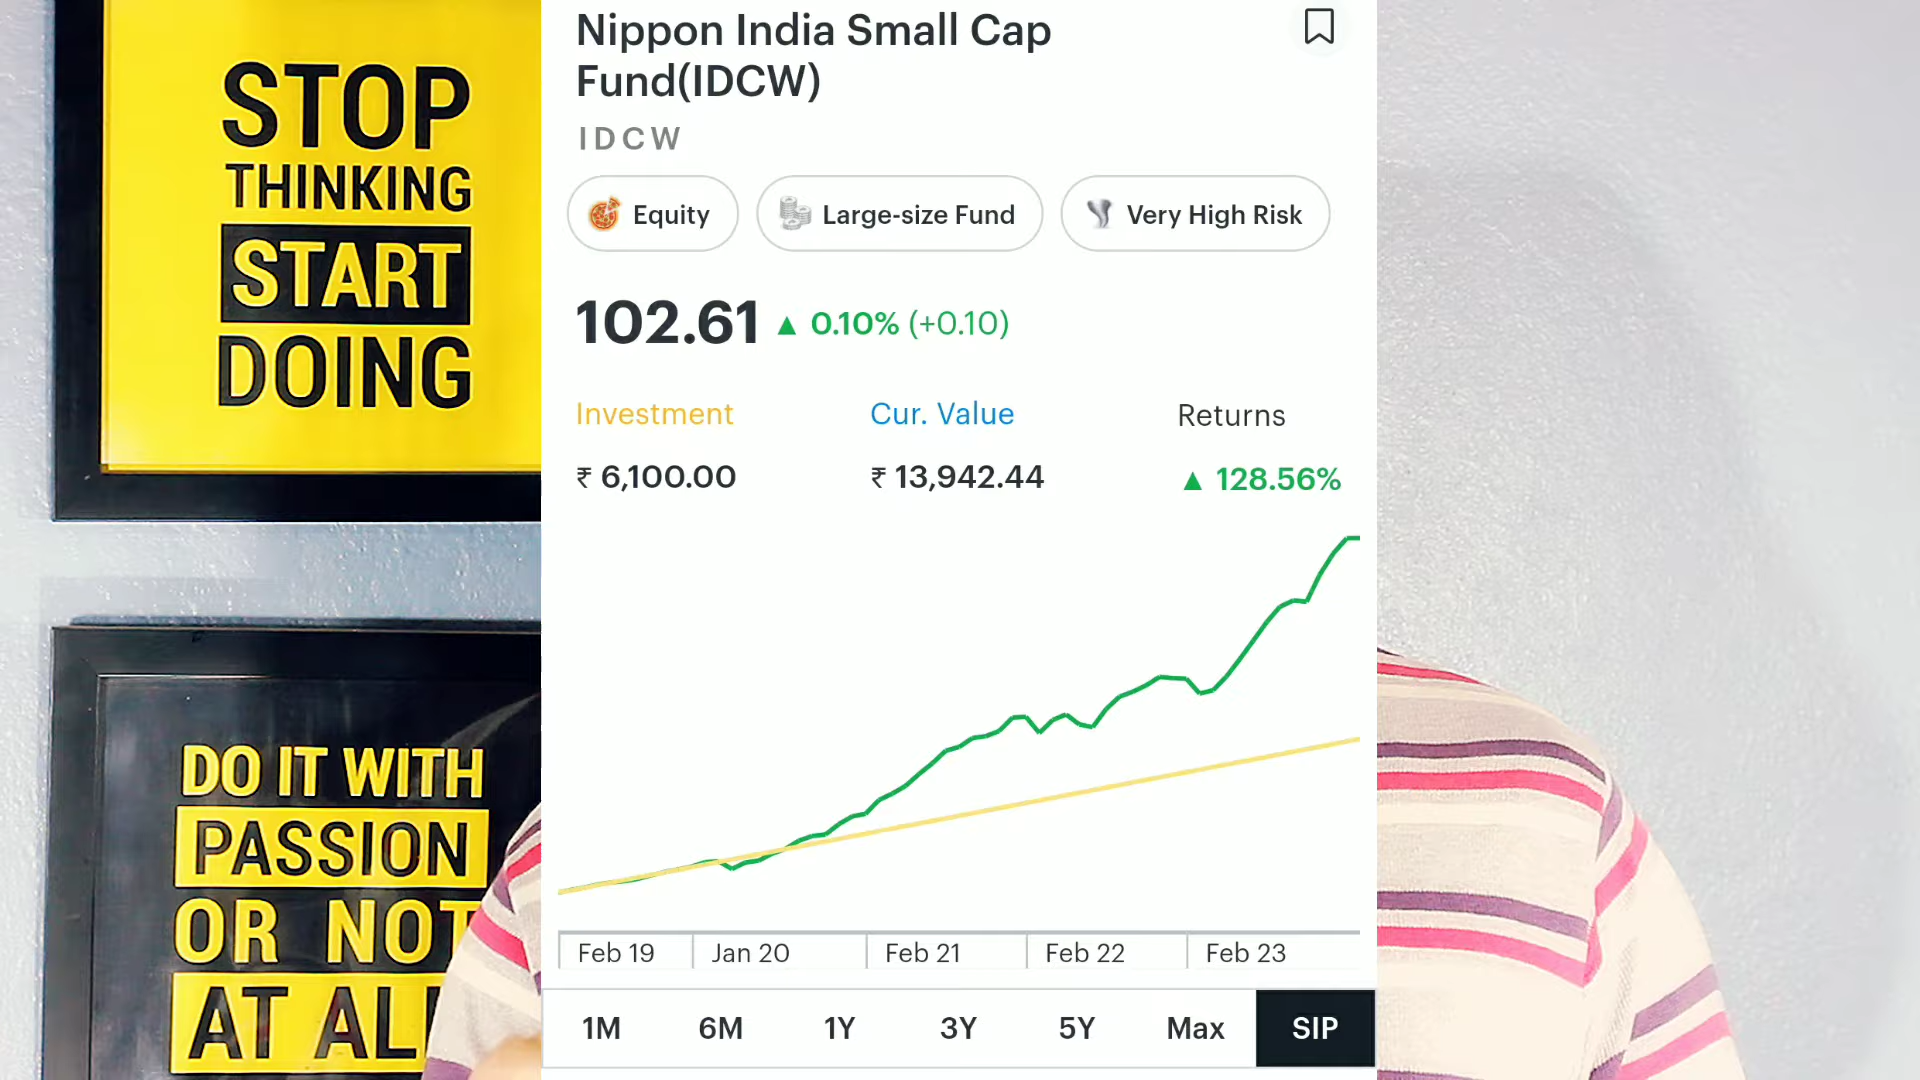 STOP
THINKING
START
DOING
DO IT WITH
PASSION
OR NOT
AT AL
Nippon India Small Cap
Fund(IDCW)
IDCW
Equity
Large-size Fund
Very High Risk
102.61 ▲ 0.10% (+0.10)
Investment
Cur. Value
Returns
₹ 6,100.00
₹ 13,942.44
▲ 128.56%
Feb 19
Jan 20
Feb 21
Feb 22
Feb 23
1M
6M
1Y
3Y
5Y
Max
SIP